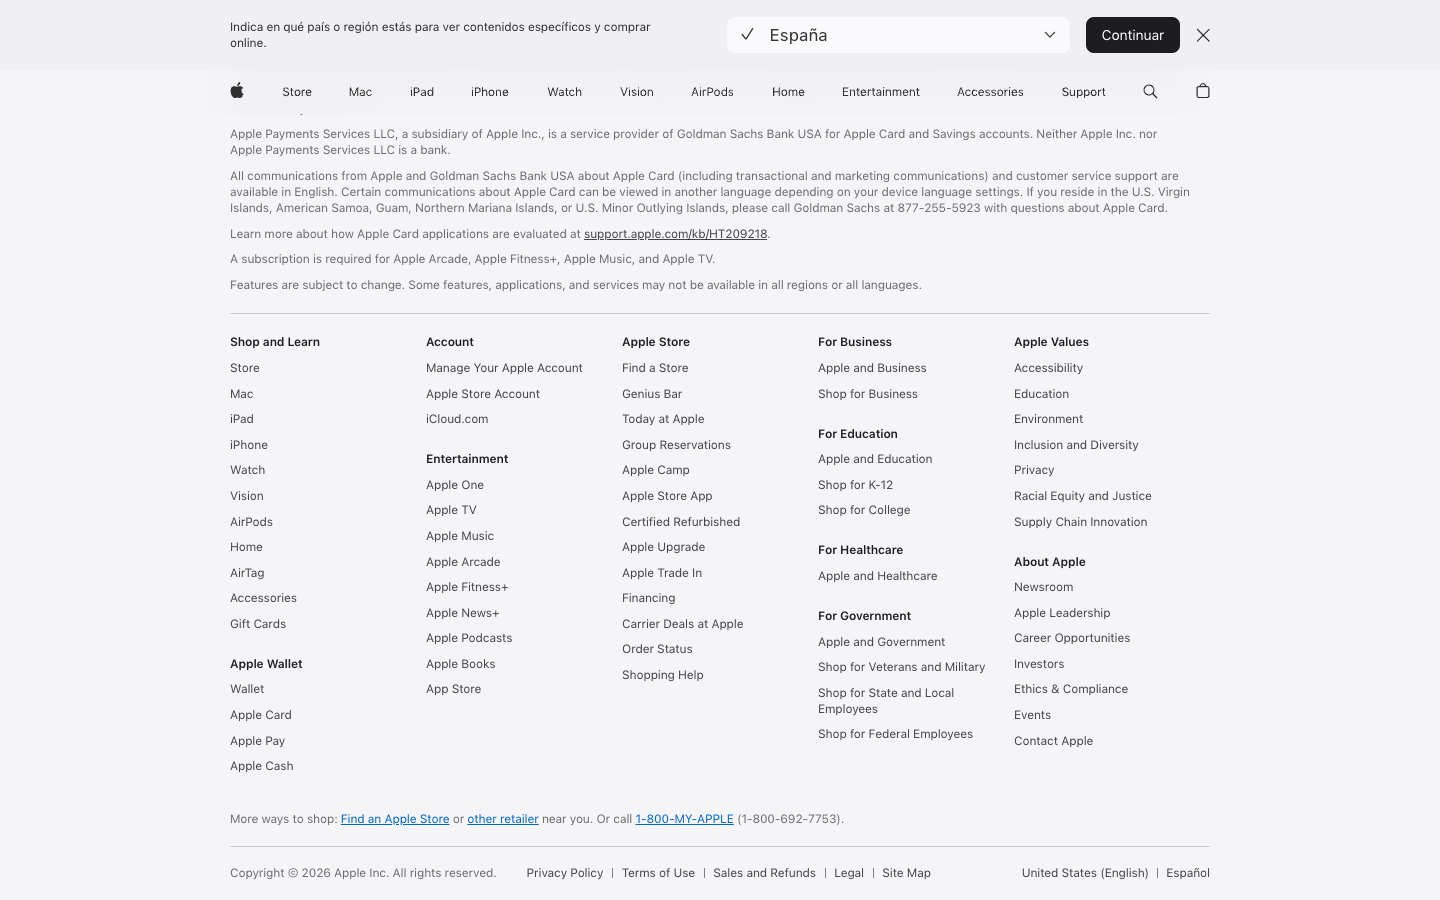 Indica en qué país o región estás para ver contenidos específicos y comprar
online.
España
Continuar
Store
Mac
iPad
iPhone
Watch
Vision
AirPods
Home
Entertainment
Accessories
Support
Apple Payments Services LLC, a subsidiary of Apple Inc., is a service provider of Goldman Sachs Bank USA for Apple Card and Savings accounts. Neither Apple Inc. nor
Apple Payments Services LLC is a bank.
All communications from Apple and Goldman Sachs Bank USA about Apple Card (including transactional and marketing communications) and customer service support are
available in English. Certain communications about Apple Card can be viewed in another language depending on your device language settings. If you reside in the U.S. Virgin
Islands, American Samoa, Guam, Northern Mariana Islands, or U.S. Minor Outlying Islands, please call Goldman Sachs at 877-255-5923 with questions about Apple Card.
Learn more about how Apple Card applications are evaluated at support.apple.com/kb/HT209218.
A subscription is required for Apple Arcade, Apple Fitness+, Apple Music, and Apple TV.
Features are subject to change. Some features, applications, and services may not be available in all regions or all languages.
Shop and Learn
Store
Mac
iPad
iPhone
Watch
Vision
AirPods
Home
AirTag
Accessories
Gift Cards
Apple Wallet
Wallet
Apple Card
Apple Pay
Apple Cash
Account
Manage Your Apple Account
Apple Store Account
iCloud.com
Entertainment
Apple One
Apple TV
Apple Music
Apple Arcade
Apple Fitness+
Apple News+
Apple Podcasts
Apple Books
App Store
Apple Store
Find a Store
Genius Bar
Today at Apple
Group Reservations
Apple Camp
Apple Store App
Certified Refurbished
Apple Upgrade
Apple Trade In
Financing
Carrier Deals at Apple
Order Status
Shopping Help
For Business
Apple and Business
Shop for Business
For Education
Apple and Education
Shop for K-12
Shop for College
For Healthcare
Apple and Healthcare
For Government
Apple and Government
Shop for Veterans and Military
Shop for State and Local
Employees
Shop for Federal Employees
Apple Values
Accessibility
Education
Environment
Inclusion and Diversity
Privacy
Racial Equity and Justice
Supply Chain Innovation
About Apple
Newsroom
Apple Leadership
Career Opportunities
Investors
Ethics & Compliance
Events
Contact Apple
More ways to shop: Find an Apple Store or other retailer near you. Or call 1-800-MY-APPLE (1-800-692-7753).
Copyright © 2026 Apple Inc. All rights reserved.
Privacy Policy | Terms of Use | Sales and Refunds | Legal | Site Map
United States (English) | Español